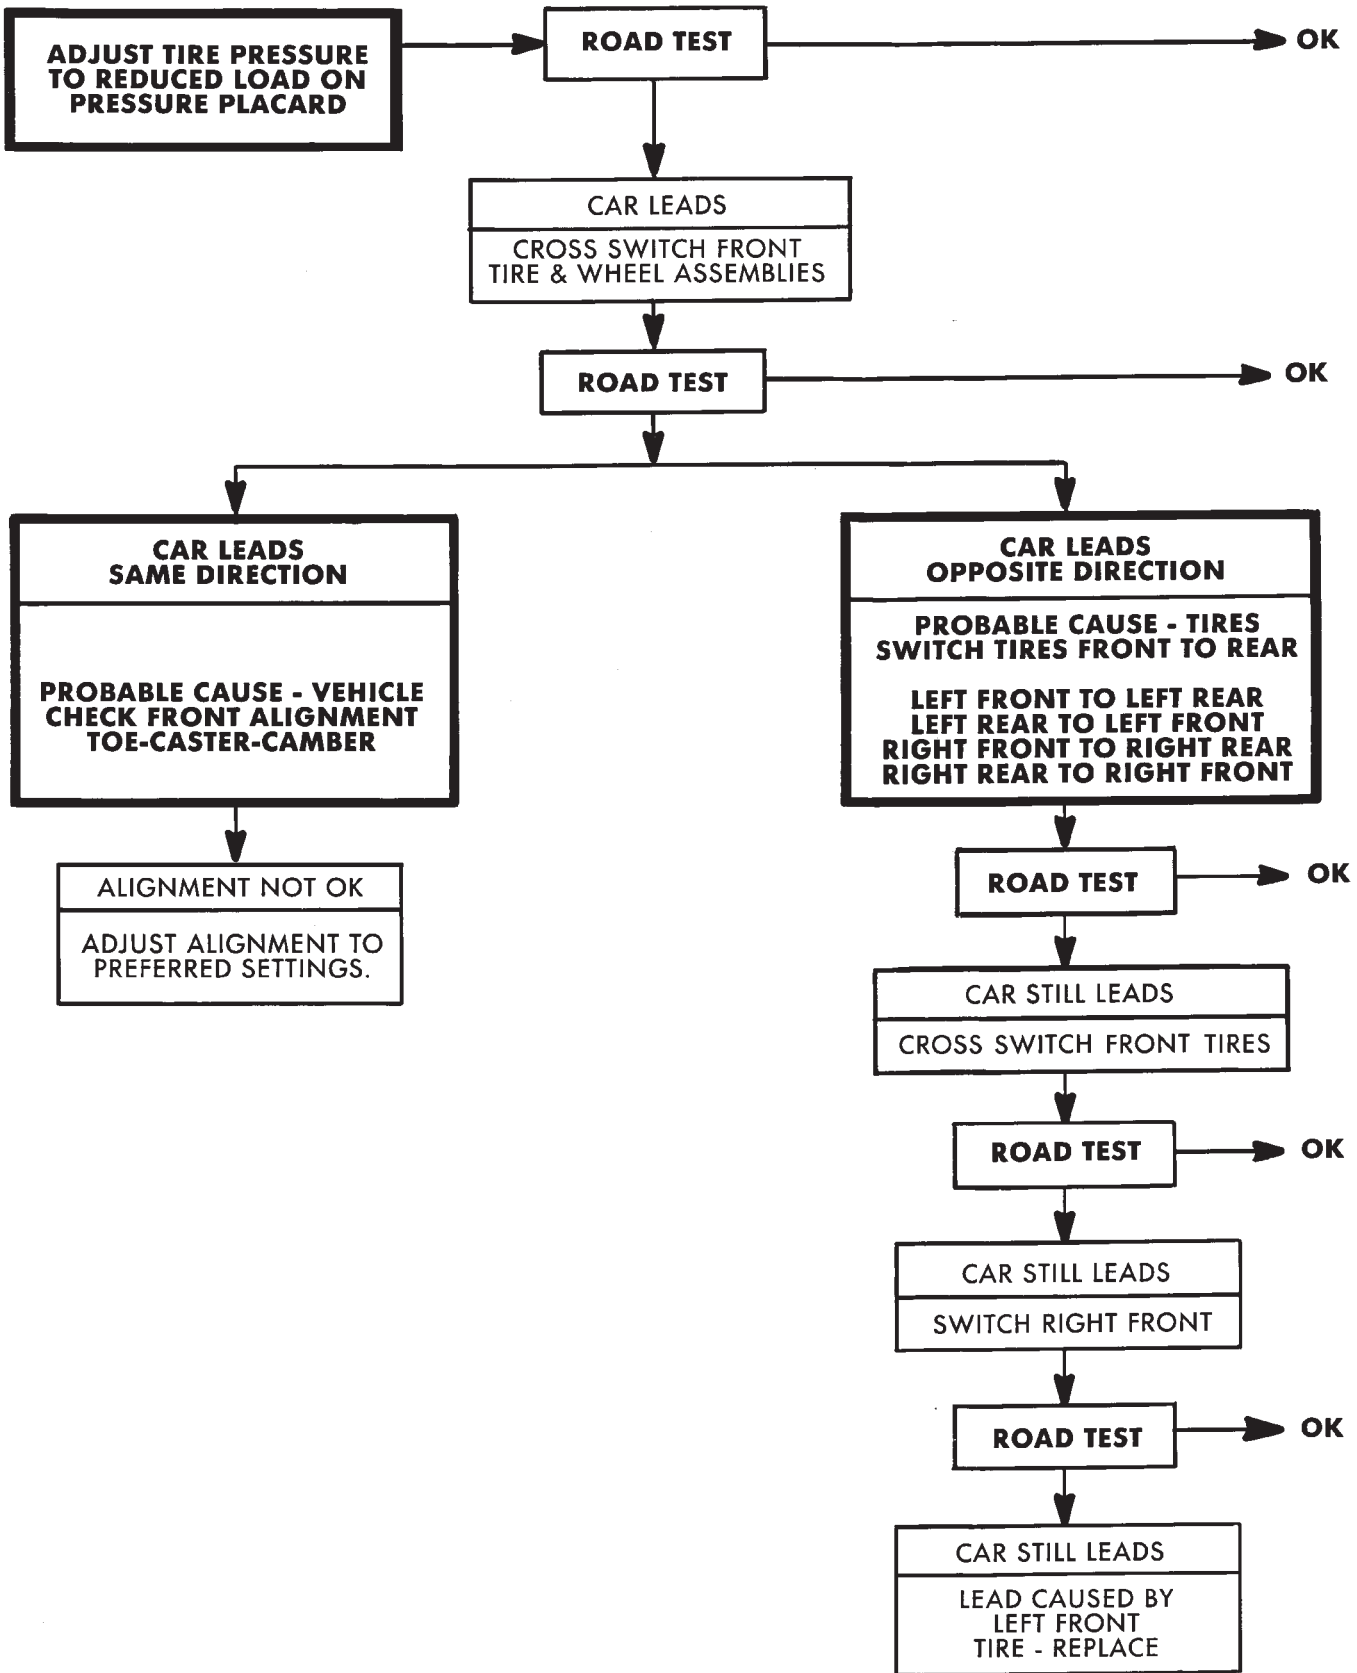 ADJUST TIRE PRESSURE
TO REDUCED LOAD ON
PRESSURE PLACARD
ROAD TEST
OK
CAR LEADS
CROSS SWITCH FRONT
TIRE & WHEEL ASSEMBLIES
ROAD TEST
OK
CAR LEADS
SAME DIRECTION
PROBABLE CAUSE - VEHICLE
CHECK FRONT ALIGNMENT
TOE-CASTER-CAMBER
ALIGNMENT NOT OK
ADJUST ALIGNMENT TO
PREFERRED SETTINGS.
CAR LEADS
OPPOSITE DIRECTION
PROBABLE CAUSE - TIRES
SWITCH TIRES FRONT TO REAR
LEFT FRONT TO LEFT REAR
LEFT REAR TO LEFT FRONT
RIGHT FRONT TO RIGHT REAR
RIGHT REAR TO RIGHT FRONT
ROAD TEST
OK
CAR STILL LEADS
CROSS SWITCH FRONT TIRES
ROAD TEST
OK
CAR STILL LEADS
SWITCH RIGHT FRONT
ROAD TEST
OK
CAR STILL LEADS
LEAD CAUSED BY
LEFT FRONT
TIRE - REPLACE